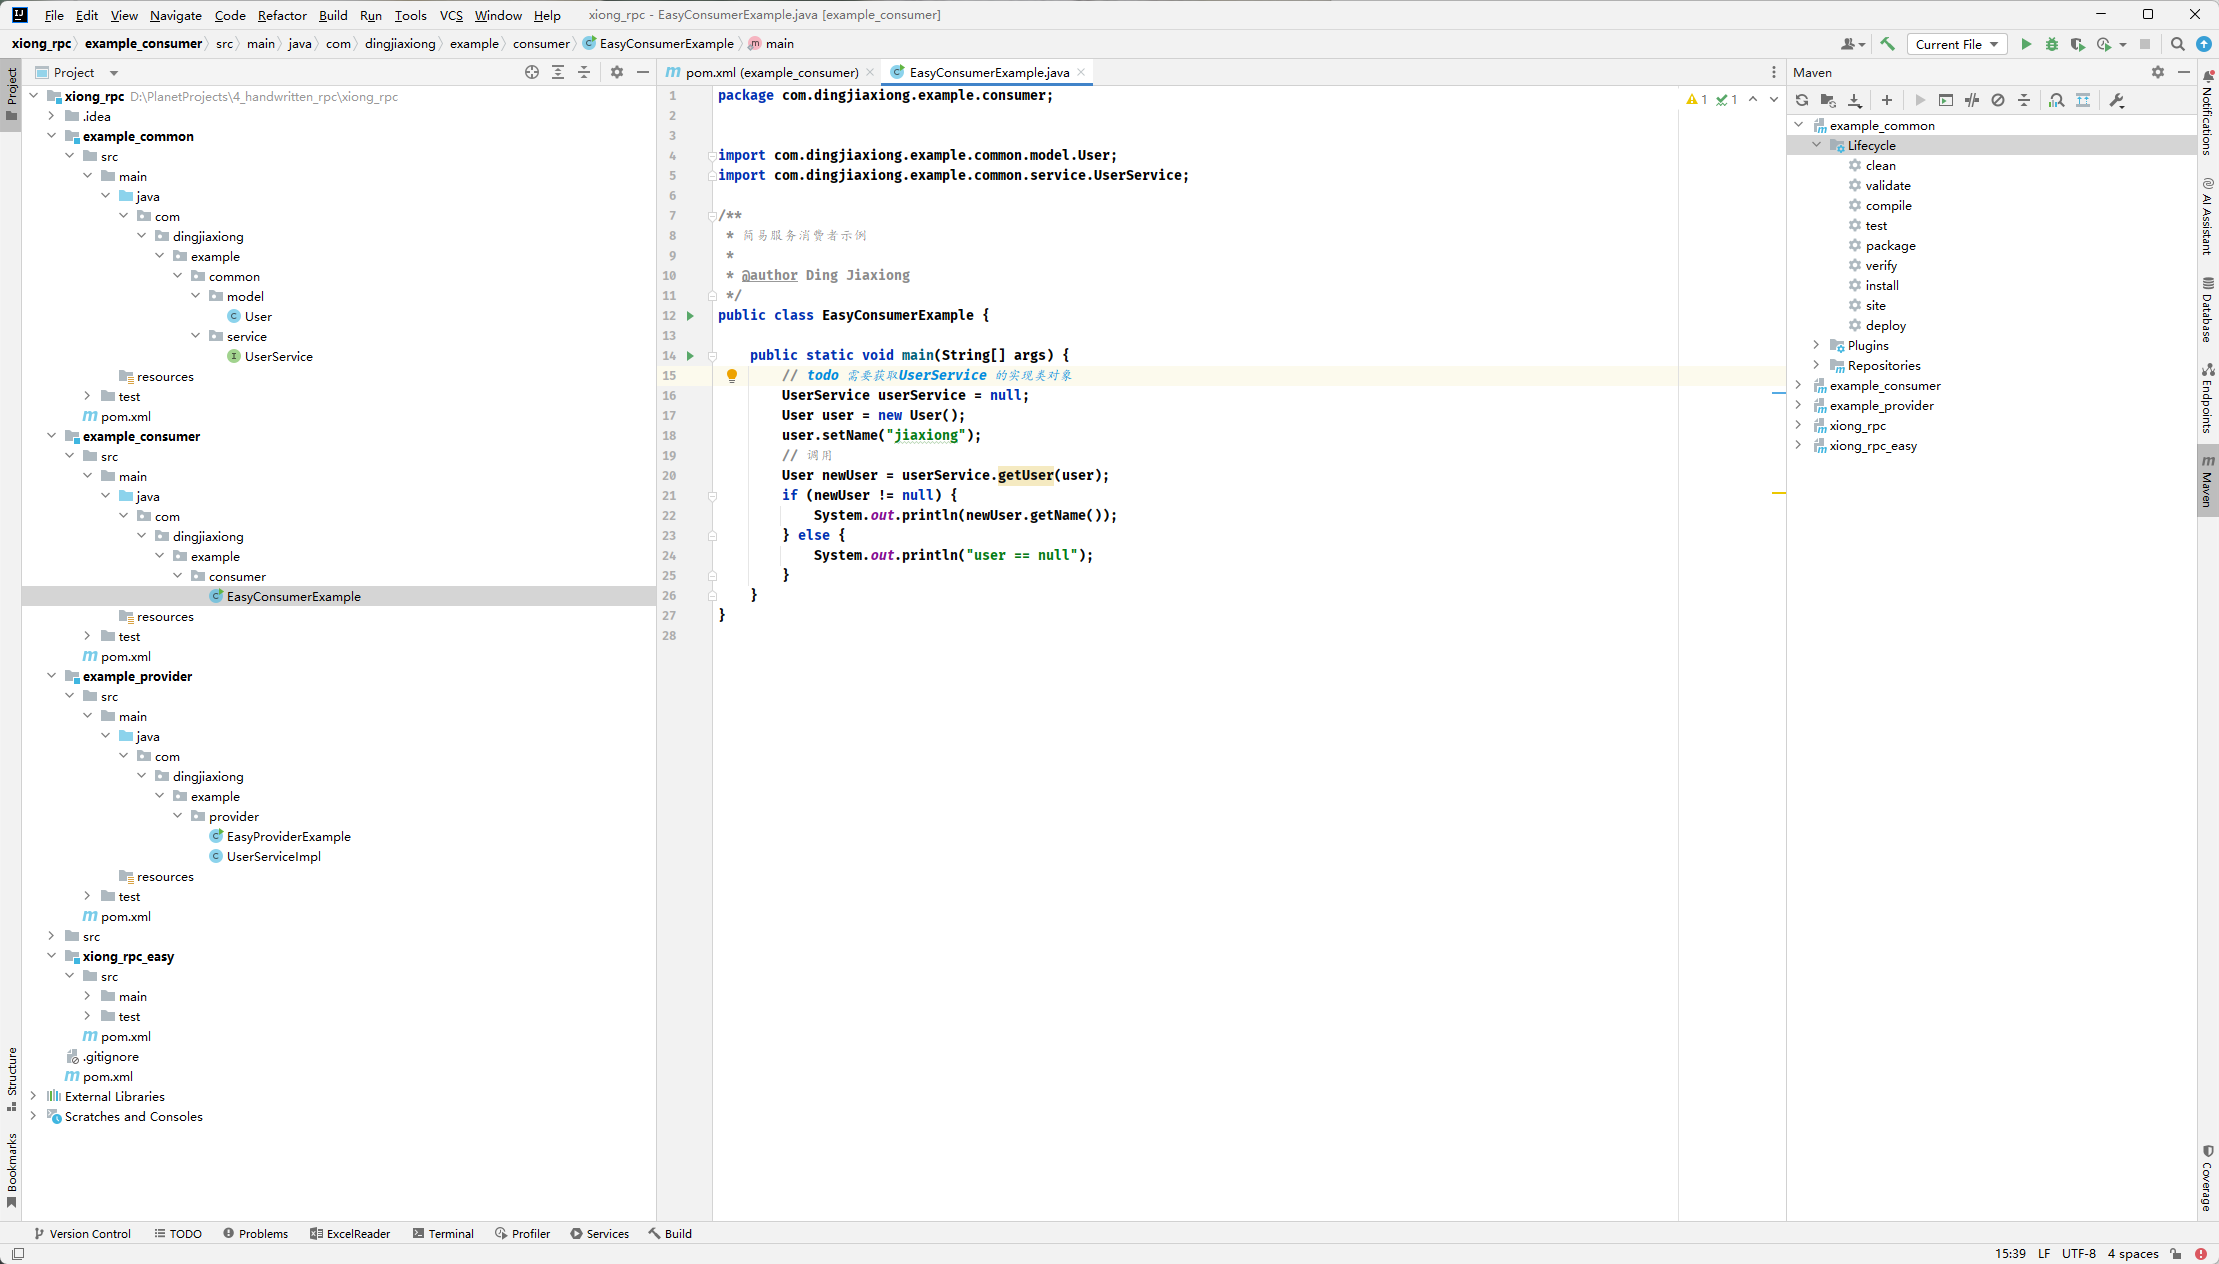 File Edit View Navigate Code Refactor Build Run Tools VCS Window Help xiong_rpc - EasyConsumerExample.java [example_consumer]
xiong_rpc example_consumer src main java com dingjiaxiong example consumer EasyConsumerExample main Current File
Project
xiong_rpc D:\PlanetProjects\4_handwritten_rpc\xiong_rpc
.idea
example_common
src
main
java
com
dingjiaxiong
example
common
model
User
service
UserService
resources
test
pom.xml
example_consumer
src
main
java
com
dingjiaxiong
example
consumer
EasyConsumerExample
resources
test
pom.xml
example_provider
src
main
java
com
dingjiaxiong
example
provider
EasyProviderExample
UserServiceImpl
resources
test
pom.xml
src
xiong_rpc_easy
src
main
test
pom.xml
.gitignore
pom.xml
External Libraries
Scratches and Consoles
Project
Structure
Bookmarks
pom.xml (example_consumer) EasyConsumerExample.java
1 1
1 package com.dingjiaxiong.example.consumer;
2
3
4 import com.dingjiaxiong.example.common.model.User;
5 import com.dingjiaxiong.example.common.service.UserService;
6
7 /**
8 * 简易服务消费者示例
9 *
10 * @author Ding Jiaxiong
11 */
12 public class EasyConsumerExample {
13
14 public static void main(String[] args) {
15 // todo 需要获取UserService 的实现类对象
16 UserService userService = null;
17 User user = new User();
18 user.setName("jiaxiong");
19 // 调用
20 User newUser = userService.getUser(user);
21 if (newUser != null) {
22 System.out.println(newUser.getName());
23 } else {
24 System.out.println("user == null");
25 }
26 }
27 }
28
Maven
example_common
Lifecycle
clean
validate
compile
test
package
verify
install
site
deploy
Plugins
Repositories
example_consumer
example_provider
xiong_rpc
xiong_rpc_easy
Notifications
AI Assistant
Database
Endpoints
Maven
Coverage
Version Control TODO Problems ExcelReader Terminal Profiler Services Build
15:39 LF UTF-8 4 spaces